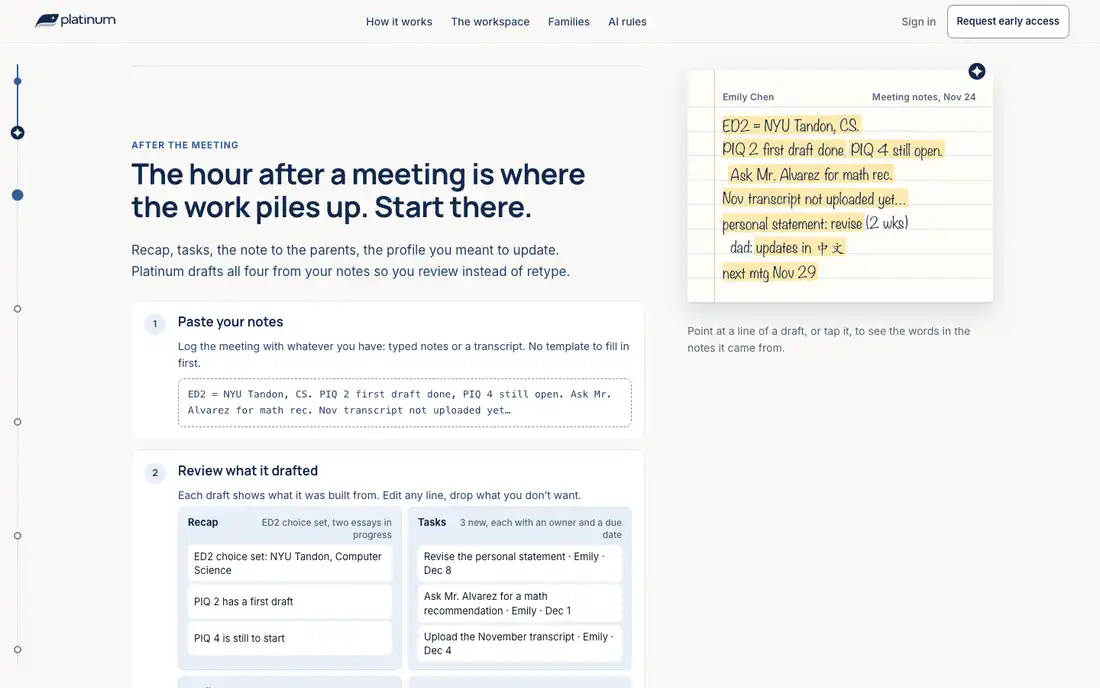 platinum
How it works
The workspace
Families
AI rules
Sign in
Request early access
AFTER THE MEETING
The hour after a meeting is where
the work piles up. Start there.
Recap, tasks, the note to the parents, the profile you meant to update.
Platinum drafts all four from your notes so you review instead of retype.
1
Paste your notes
Log the meeting with whatever you have: typed notes or a transcript. No template to fill in
first.
ED2 = NYU Tandon, CS. PIQ 2 first draft done, PIQ 4 still open. Ask Mr.
Alvarez for math rec. Nov transcript not uploaded yet…
2
Review what it drafted
Each draft shows what it was built from. Edit any line, drop what you don't want.
Recap
ED2 choice set, two essays in
progress
ED2 choice set: NYU Tandon, Computer
Science
PIQ 2 has a first draft
PIQ 4 is still to start
Tasks
3 new, each with an owner and a due
date
Revise the personal statement · Emily ·
Dec 8
Ask Mr. Alvarez for a math
recommendation · Emily · Dec 1
Upload the November transcript · Emily ·
Dec 4
Emily Chen
Meeting notes, Nov 24
ED2 = NYU Tandon, CS.
PIQ 2 first draft done PIQ 4 still open.
Ask Mr. Alvarez for math rec.
Nov transcript not uploaded yet…
personal statement: revise (2 wks)
dad: updates in 中文
next mtg Nov 29
Point at a line of a draft, or tap it, to see the words in the
notes it came from.